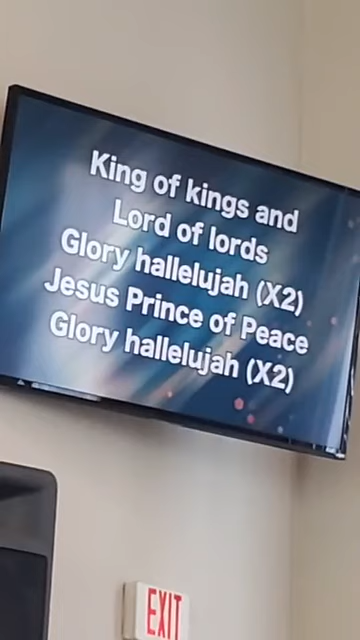 King of kings and
Lord of lords
Glory hallelujah (X2)
Jesus Prince of Peace
Glory hallelujah (X2)
EXIT